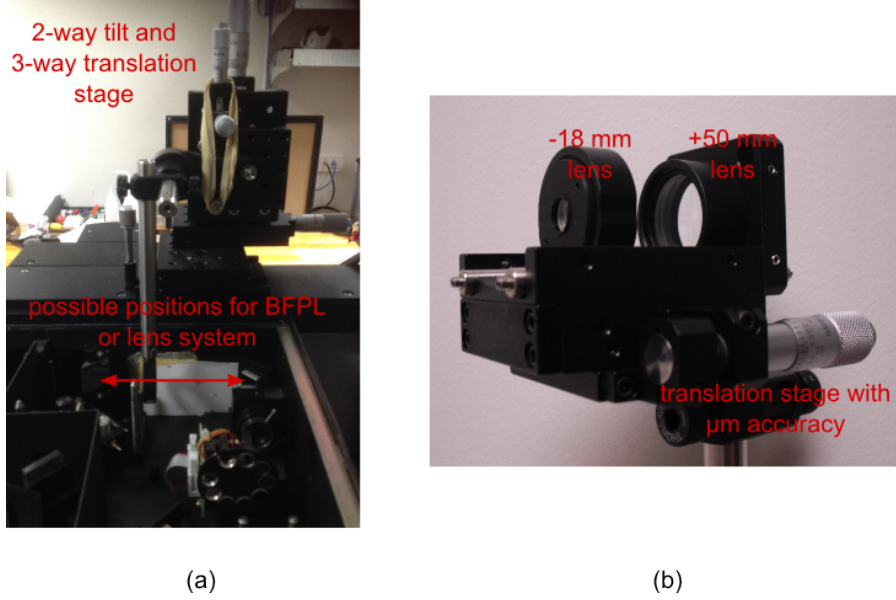 2-way tilt and
3-way translation
stage
possible positions for BFPL
or lens system
-18 mm
lens
+50 mm
lens
translation stage with
µm accuracy
(a)
(b)